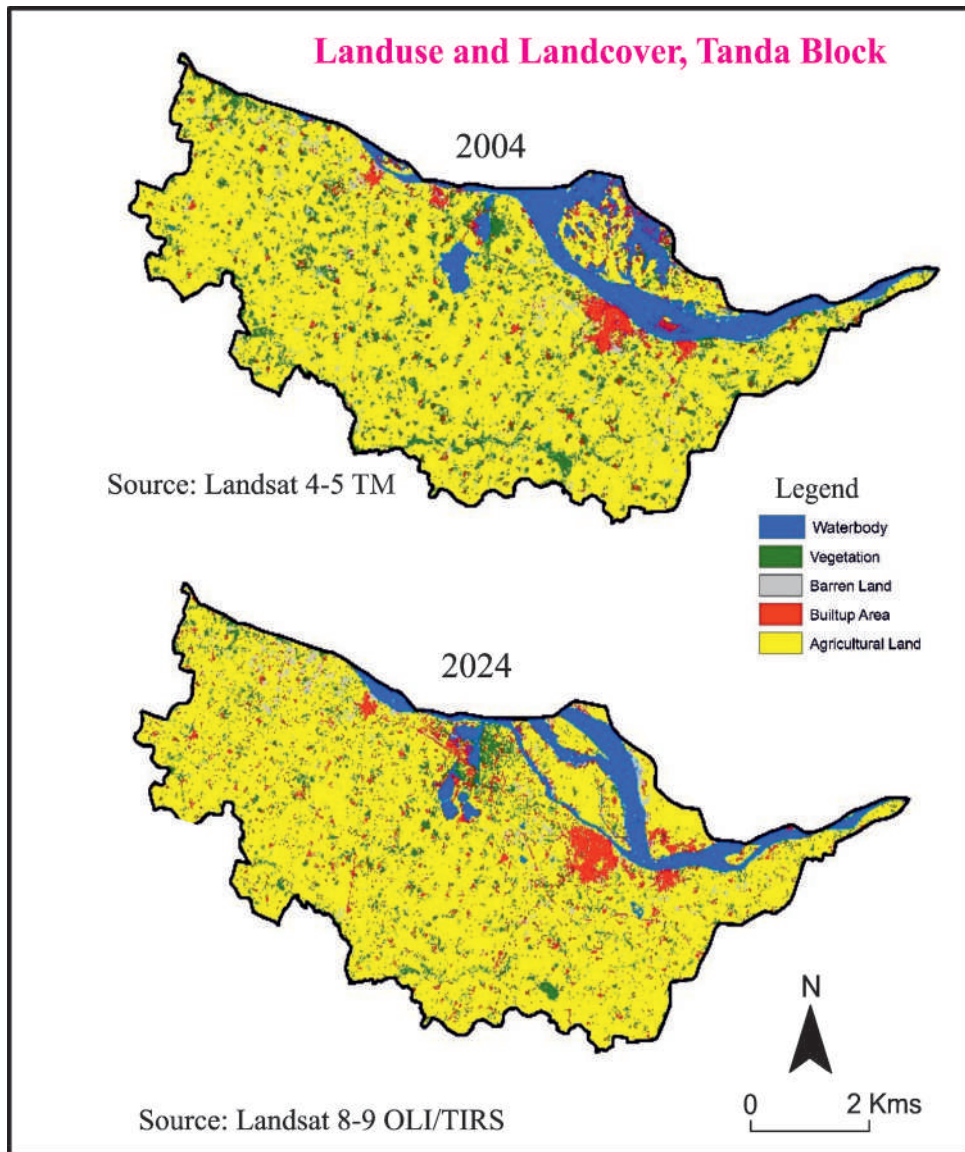 Landuse and Landcover, Tanda Block
2004
Source: Landsat 4-5 TM
Legend
Waterbody
Vegetation
Barren Land
Builtup Area
Agricultural Land
2024
N
0 2 Kms
Source: Landsat 8-9 OLI/TIRS